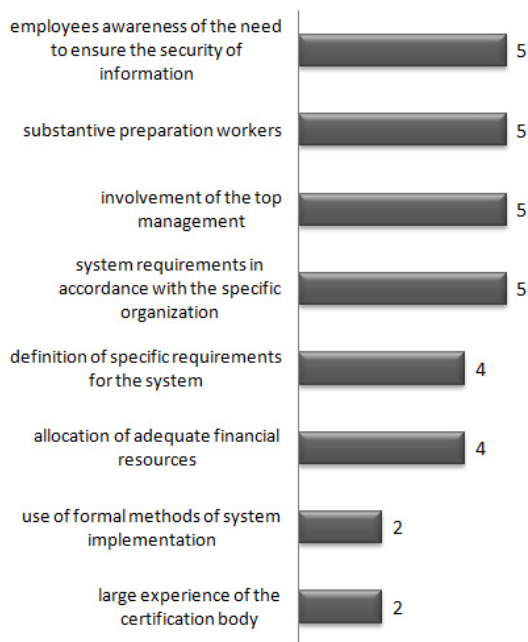 employees awareness of the need
to ensure the security of
information
5
substantive preparation workers
5
involvement of the top
management
5
system requirements in
accordance with the specific
organization
5
definition of specific requirements
for the system
4
allocation of adequate financial
resources
4
use of formal methods of system
implementation
2
large experience of the
certification body
2